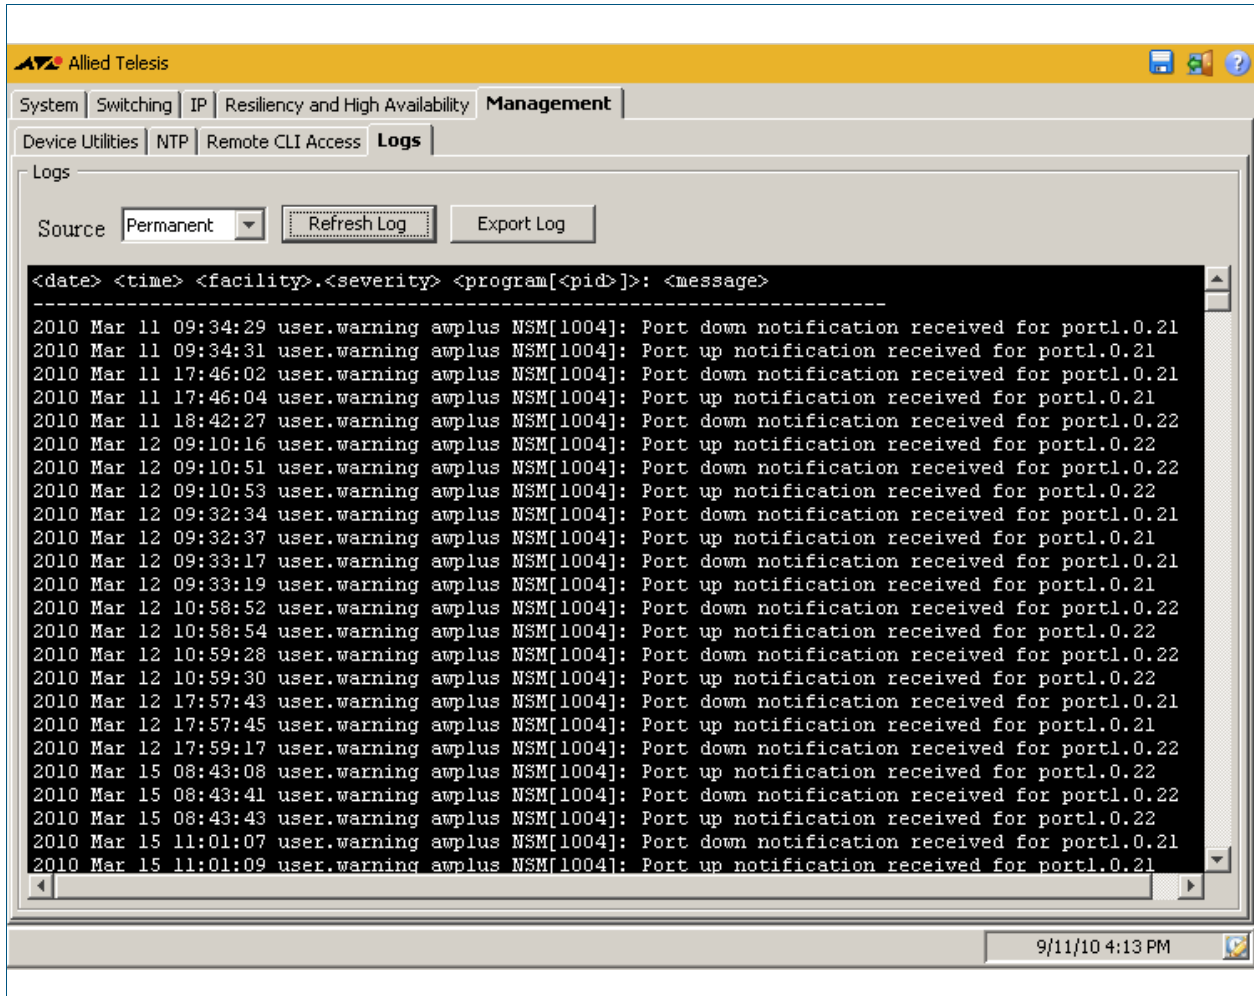 Allied Telesis
System Switching IP Resiliency and High Availability Management
Device Utilities NTP Remote CLI Access Logs
Logs
Source Permanent Refresh Log Export Log
<date> <time> <facility>.<severity> <program[<pid>]>: <message>
-------------------------------------------------------------------------
2010 Mar 11 09:34:29 user.warning awplus NSM[1004]: Port down notification received for port1.0.21
2010 Mar 11 09:34:31 user.warning awplus NSM[1004]: Port up notification received for port1.0.21
2010 Mar 11 17:46:02 user.warning awplus NSM[1004]: Port down notification received for port1.0.21
2010 Mar 11 17:46:04 user.warning awplus NSM[1004]: Port up notification received for port1.0.21
2010 Mar 11 18:42:27 user.warning awplus NSM[1004]: Port down notification received for port1.0.22
2010 Mar 12 09:10:16 user.warning awplus NSM[1004]: Port up notification received for port1.0.22
2010 Mar 12 09:10:51 user.warning awplus NSM[1004]: Port down notification received for port1.0.22
2010 Mar 12 09:10:53 user.warning awplus NSM[1004]: Port up notification received for port1.0.22
2010 Mar 12 09:32:34 user.warning awplus NSM[1004]: Port down notification received for port1.0.21
2010 Mar 12 09:32:37 user.warning awplus NSM[1004]: Port up notification received for port1.0.21
2010 Mar 12 09:33:17 user.warning awplus NSM[1004]: Port down notification received for port1.0.21
2010 Mar 12 09:33:19 user.warning awplus NSM[1004]: Port up notification received for port1.0.21
2010 Mar 12 10:58:52 user.warning awplus NSM[1004]: Port down notification received for port1.0.22
2010 Mar 12 10:58:54 user.warning awplus NSM[1004]: Port up notification received for port1.0.22
2010 Mar 12 10:59:28 user.warning awplus NSM[1004]: Port down notification received for port1.0.22
2010 Mar 12 10:59:30 user.warning awplus NSM[1004]: Port up notification received for port1.0.22
2010 Mar 12 17:57:43 user.warning awplus NSM[1004]: Port down notification received for port1.0.21
2010 Mar 12 17:57:45 user.warning awplus NSM[1004]: Port up notification received for port1.0.21
2010 Mar 12 17:59:17 user.warning awplus NSM[1004]: Port down notification received for port1.0.22
2010 Mar 15 08:43:08 user.warning awplus NSM[1004]: Port up notification received for port1.0.22
2010 Mar 15 08:43:41 user.warning awplus NSM[1004]: Port down notification received for port1.0.22
2010 Mar 15 08:43:43 user.warning awplus NSM[1004]: Port up notification received for port1.0.22
2010 Mar 15 11:01:07 user.warning awplus NSM[1004]: Port down notification received for port1.0.21
2010 Mar 15 11:01:09 user.warning awplus NSM[1004]: Port up notification received for port1.0.21
9/11/10 4:13 PM